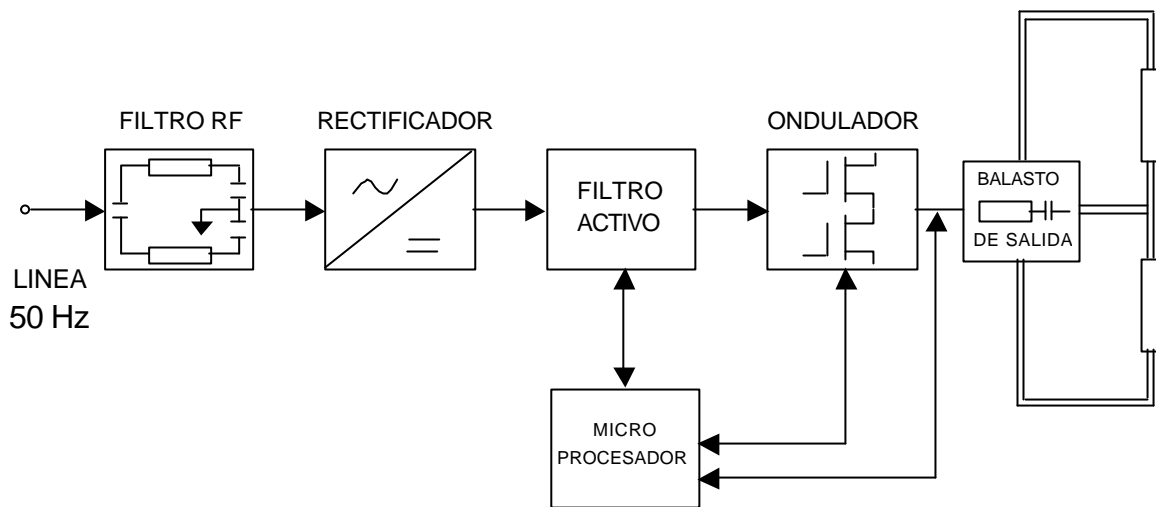 FILTRO RF
RECTIFICADOR
ONDULADOR
FILTRO
ACTIVO
BALASTO
DE SALIDA
LINEA
50 Hz
MICRO
PROCESADOR